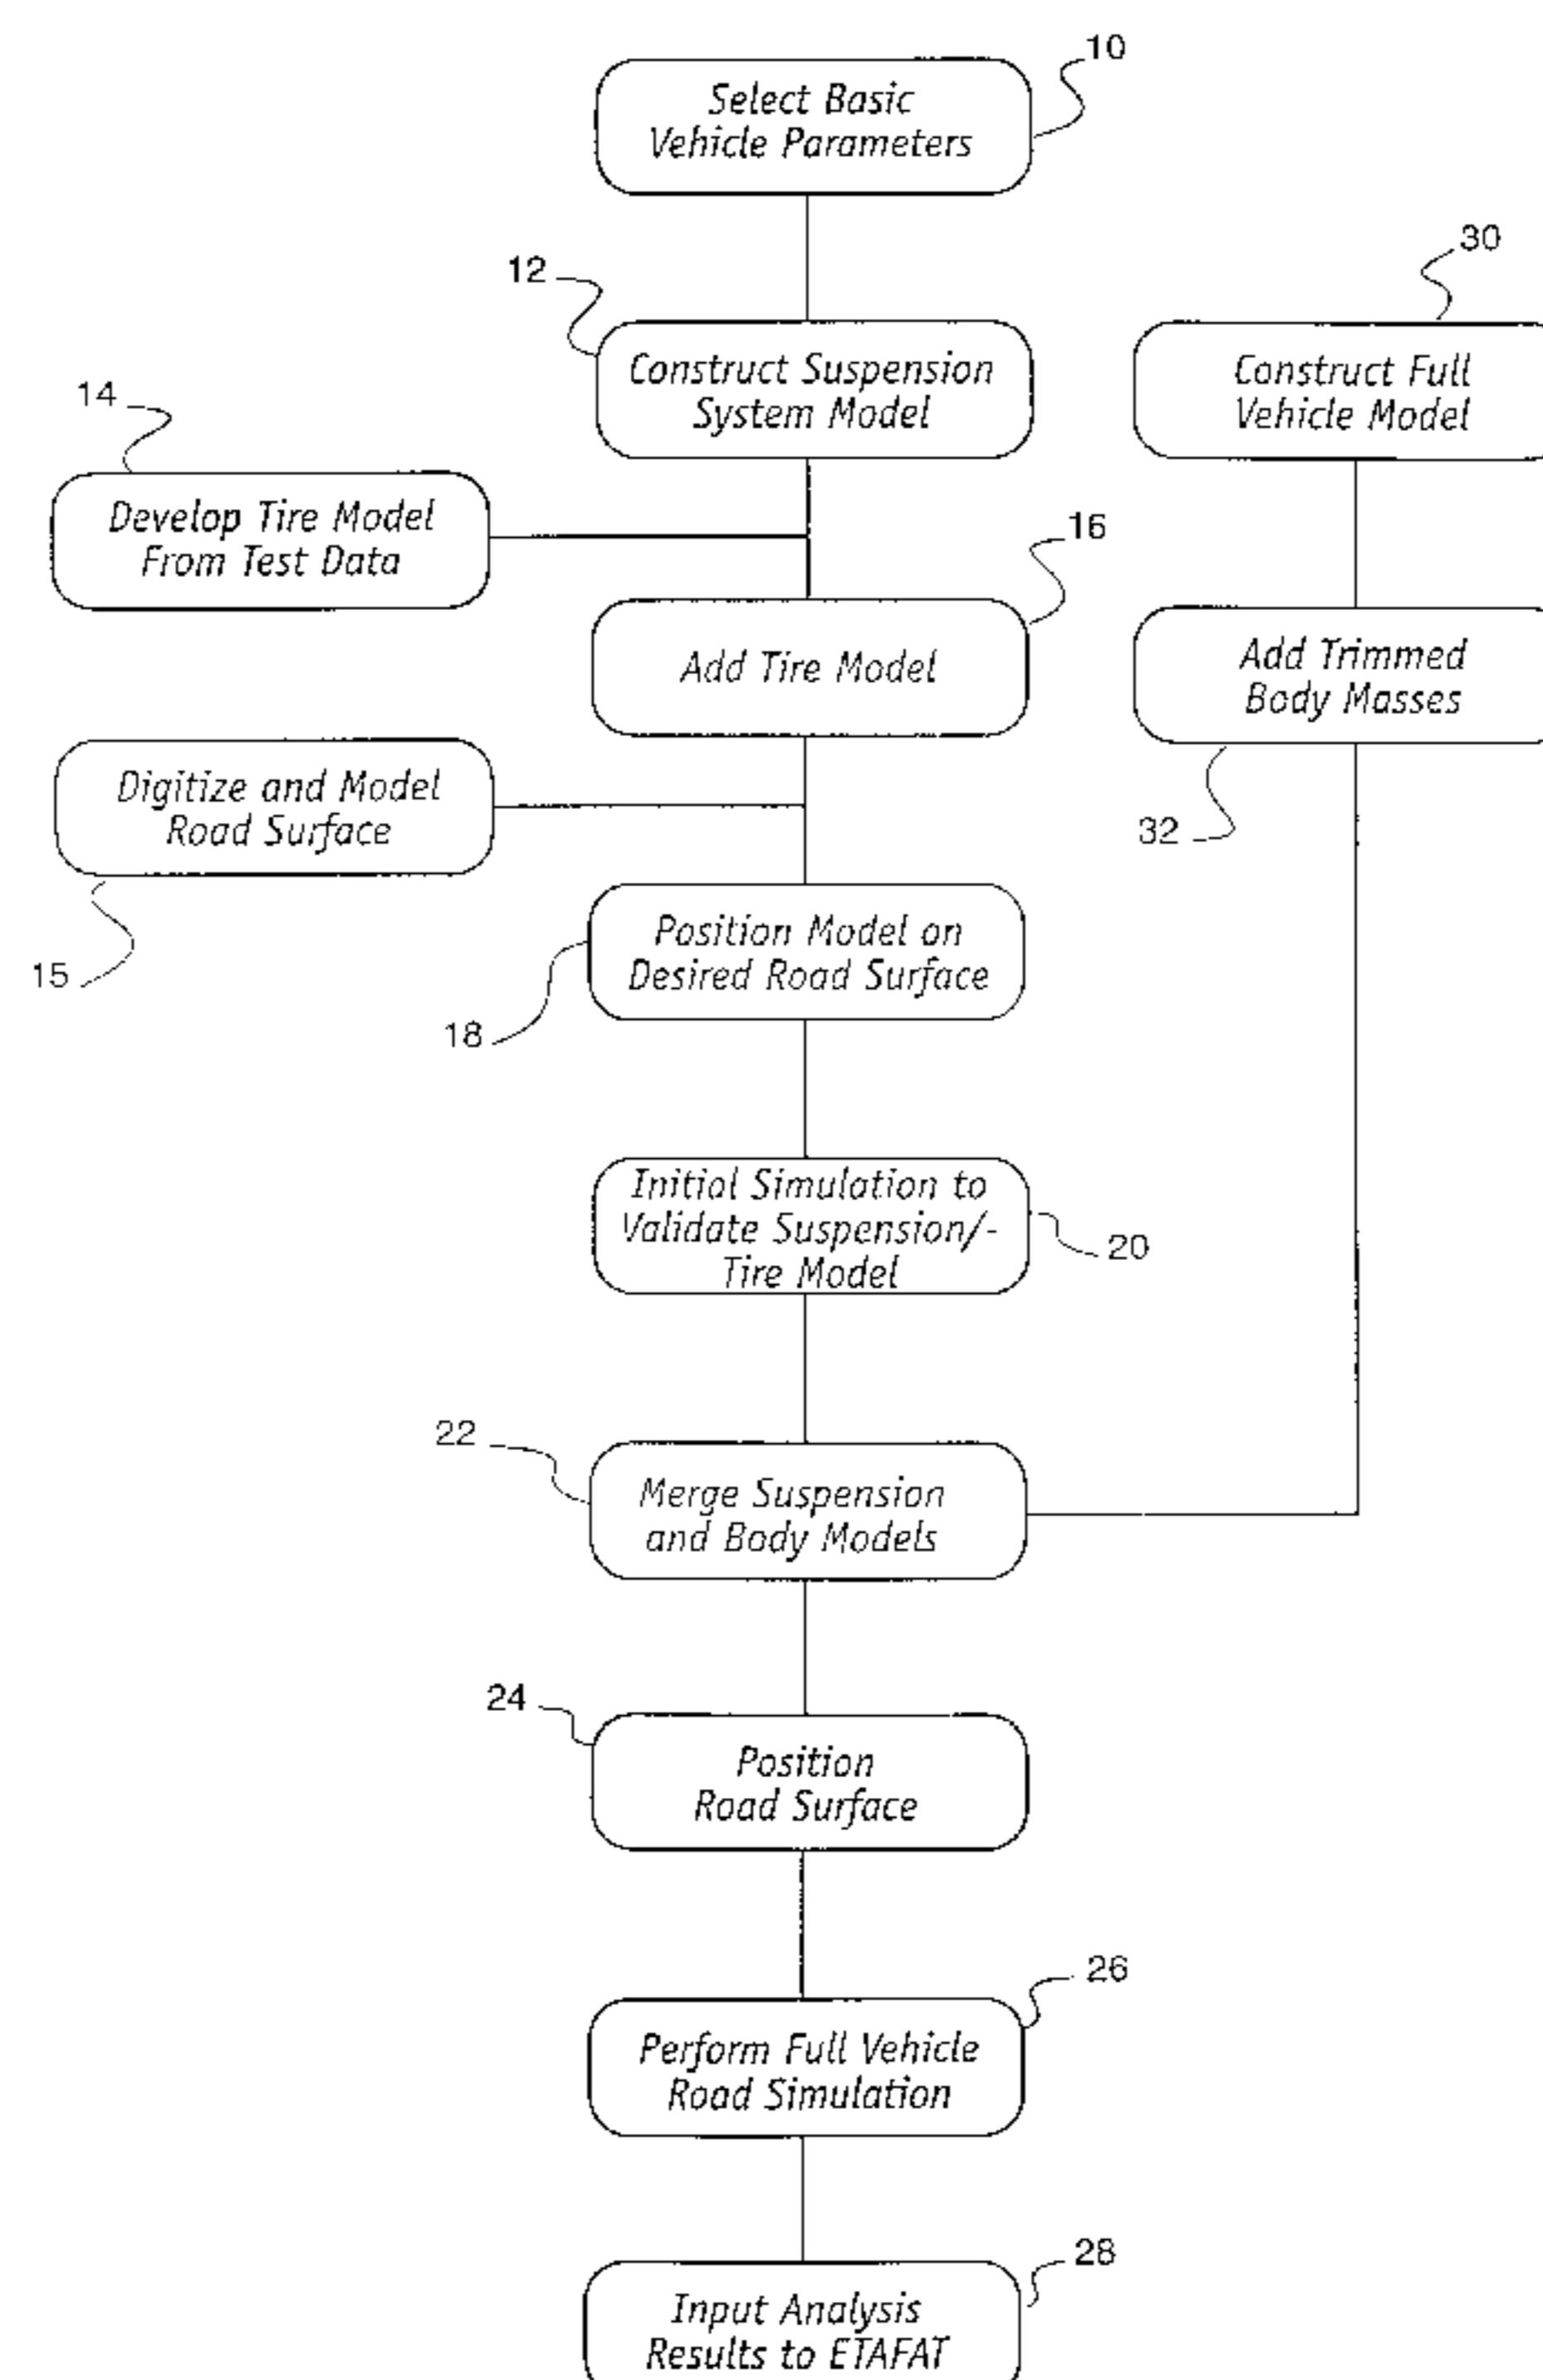 10
Select Basic
Vehicle Parameters
30
12
Construct Suspension
System Model
Construct Full
Vehicle Model
14
Develop Tire Model
From Test Data
16
Add Tire Model
Add Trimmed
Body Masses
32
Digitize and Model
Road Surface
15
Position Model on
Desired Road Surface
18
Initial Simulation to
Validate Suspension/-
Tire Model
20
22
Merge Suspension
and Body Models
24
Position
Road Surface
26
Perform Full Vehicle
Road Simulation
28
Input Analysis
Results to ETAFAT